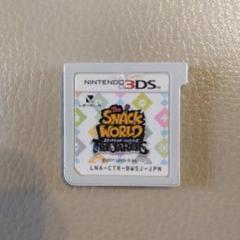 NINTENDO 3DS
THE
SNACK
WORLD
TREJARERS
LNA-CTR-BWSJ-JPN